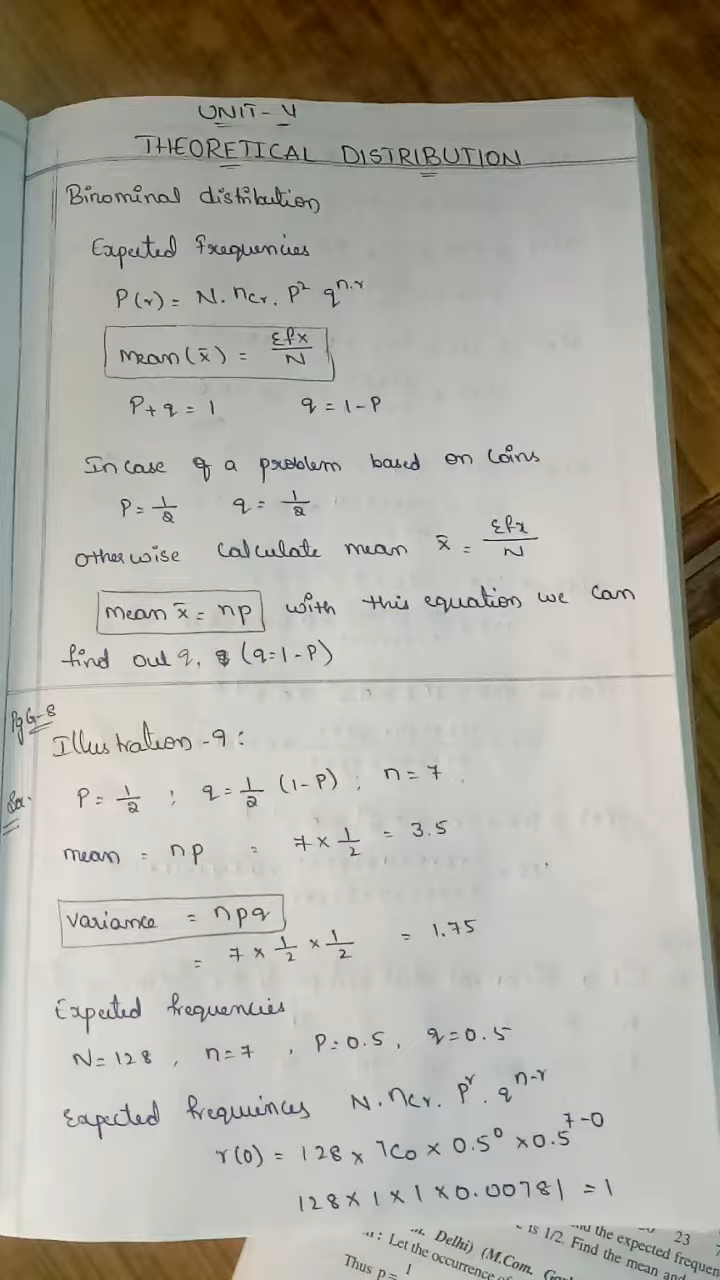 UNIT-V
THEORETICAL DISTRIBUTION
Binominal distribution
Expected frequencies
P(r) = N. ncr. P² q^n-r
mean (x̄) = Σfx/N
P+q = 1 q = 1-P
In case of a problem based on Coins
P = 1/2 q = 1/2
otherwise Calculate mean x̄ = Σfx/N
mean x̄ = np with this equation we can
find out q, (q=1-P)
Pg G-8
Illustration-9:
Sol.
P = 1/2 ; q = 1/2 (1-P) ; n = 7
mean = np = 7 × 1/2 = 3.5
variance = npq
= 7 × 1/2 × 1/2 = 1.75
Expected frequencies
N=128 , n=7 , P=0.5 , q=0.5
Expected frequinces N. ncr. P^r. q^n-r
r(0) = 128 × 7C0 × 0.5⁰ × 0.5^7-0
128 × 1 × 1 × 0.00781 = 1
23
the expected frequen
is 1/2. Find the mean and
Delhi) (M.Com.
: Let the occurrence
Thus p = 1